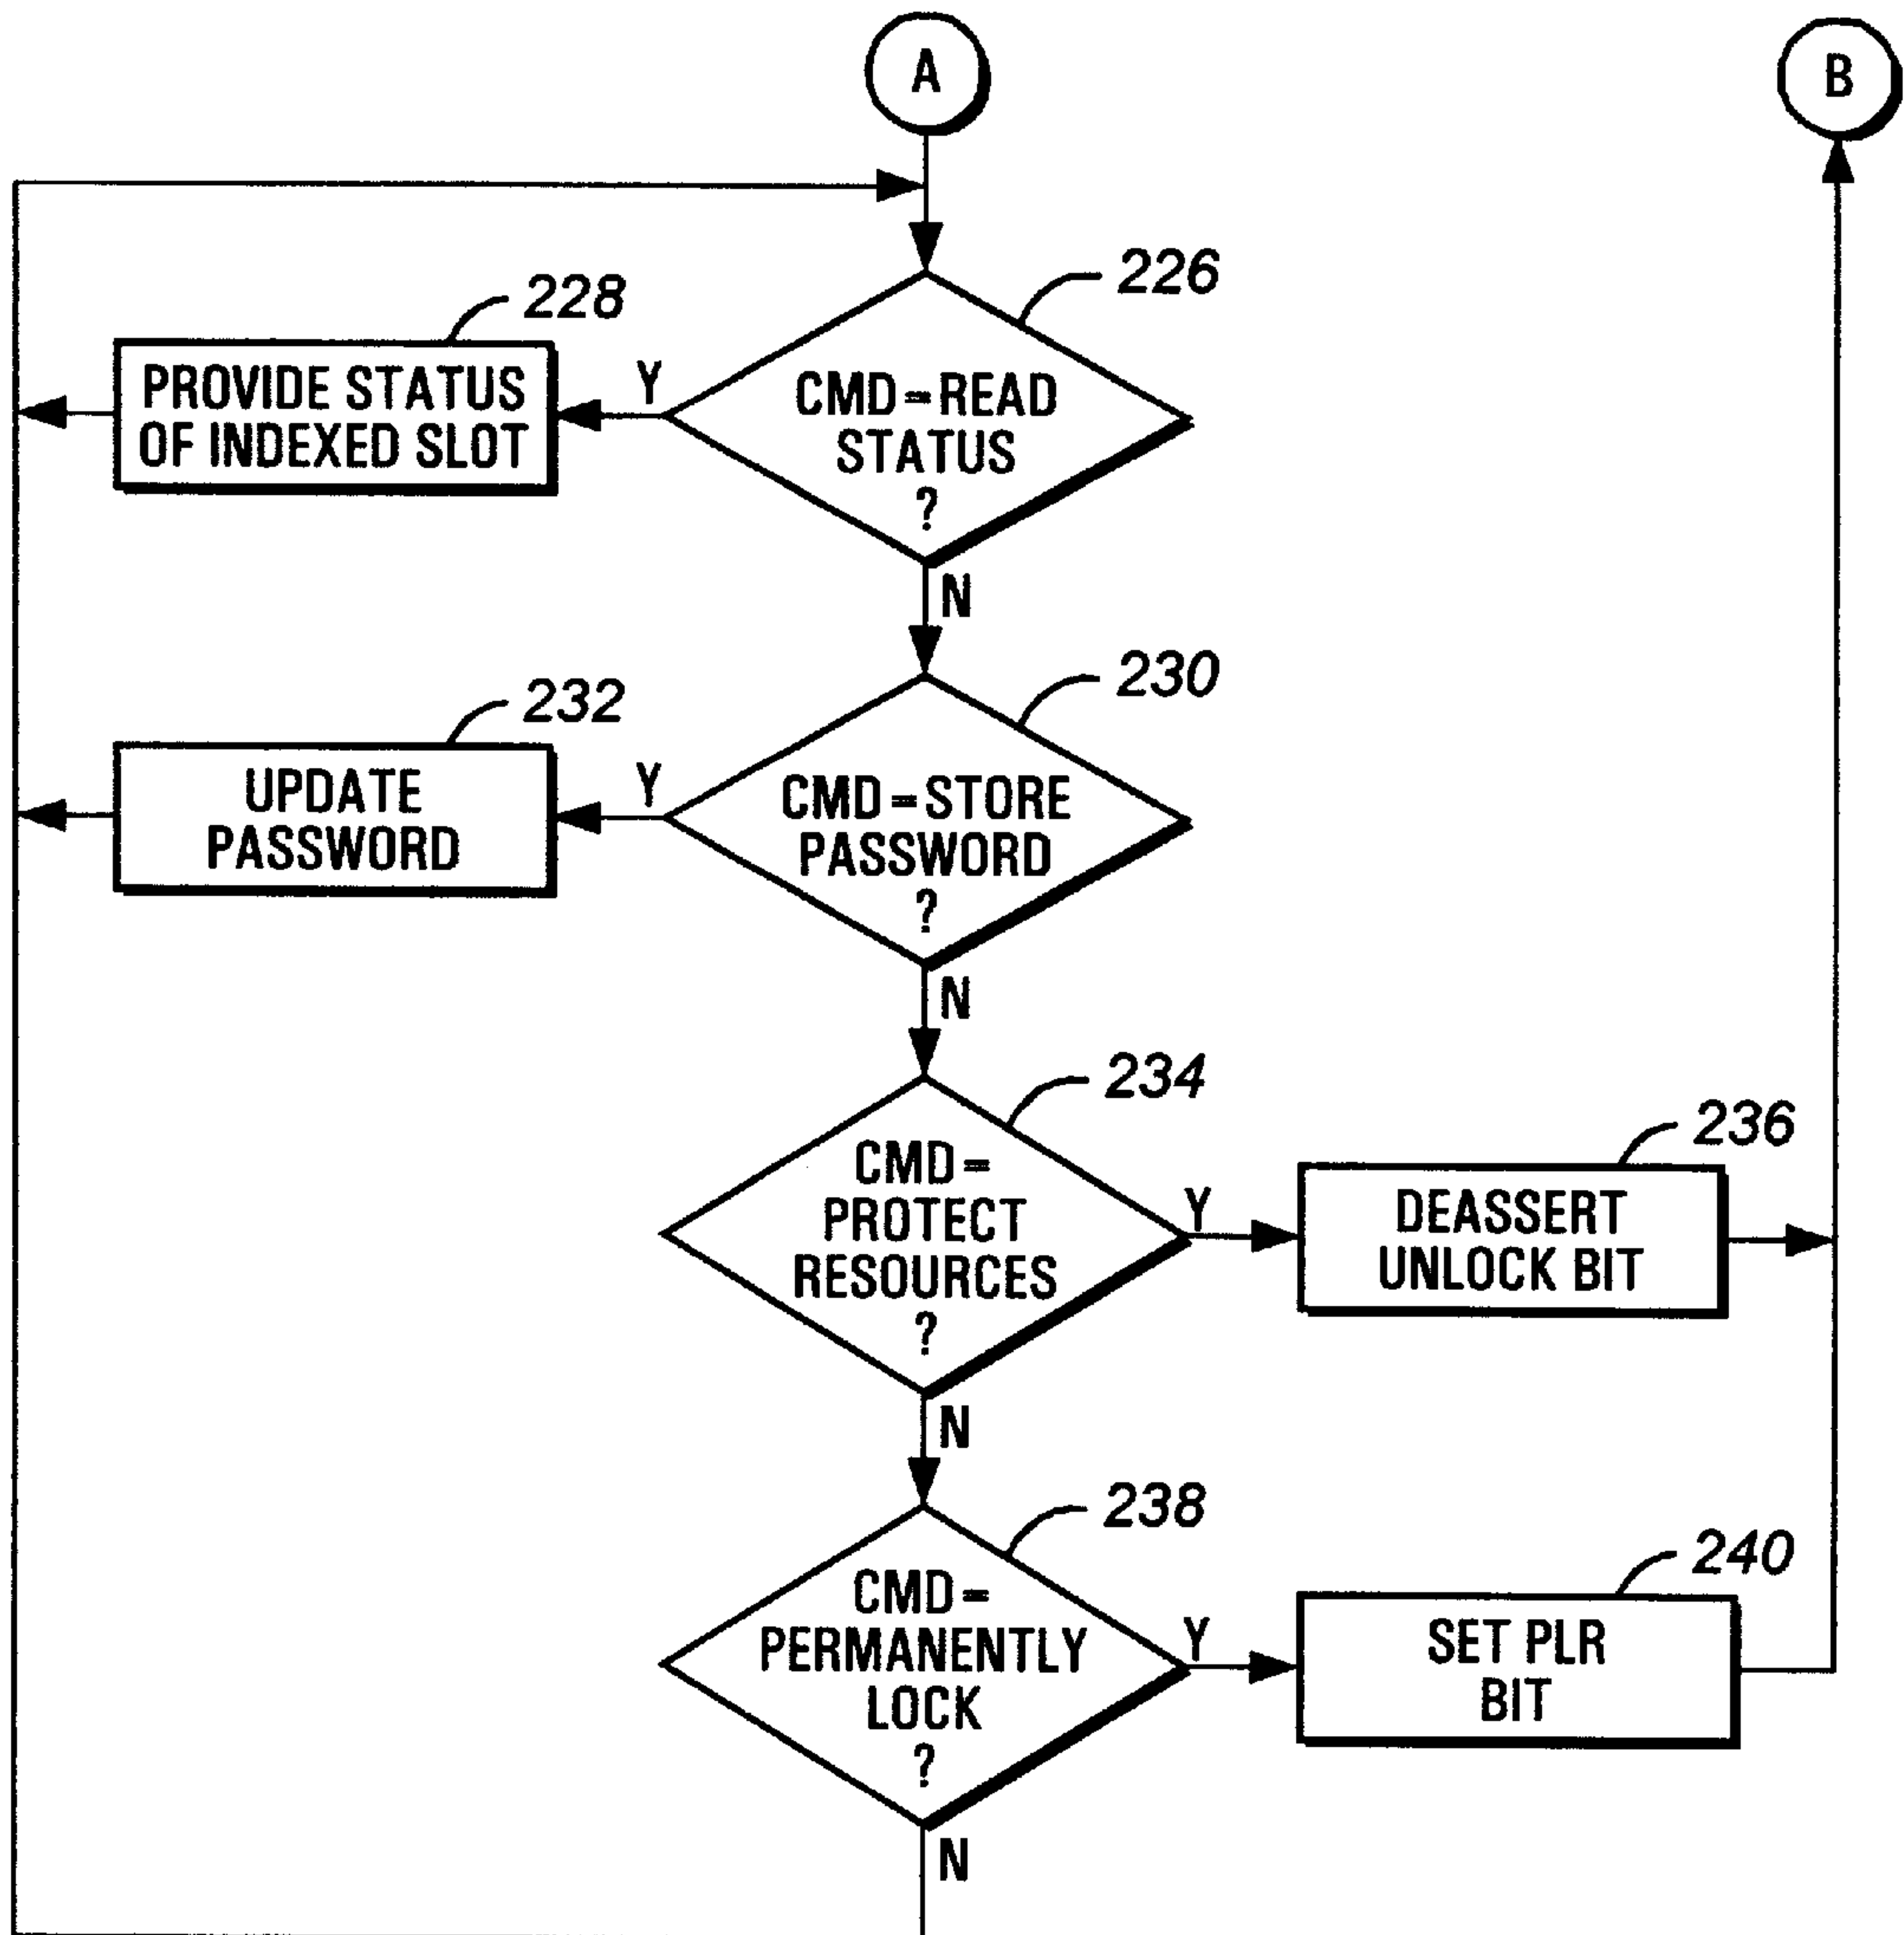 A
B
226
228
PROVIDE STATUS
OF INDEXED SLOT
Y
CMD=READ
STATUS
?
N
230
232
UPDATE
PASSWORD
Y
CMD=STORE
PASSWORD
?
N
234
CMD=
PROTECT
RESOURCES
?
Y
236
DEASSERT
UNLOCK BIT
N
238
CMD=
PERMANENTLY
LOCK
?
Y
240
SET PLR
BIT
N